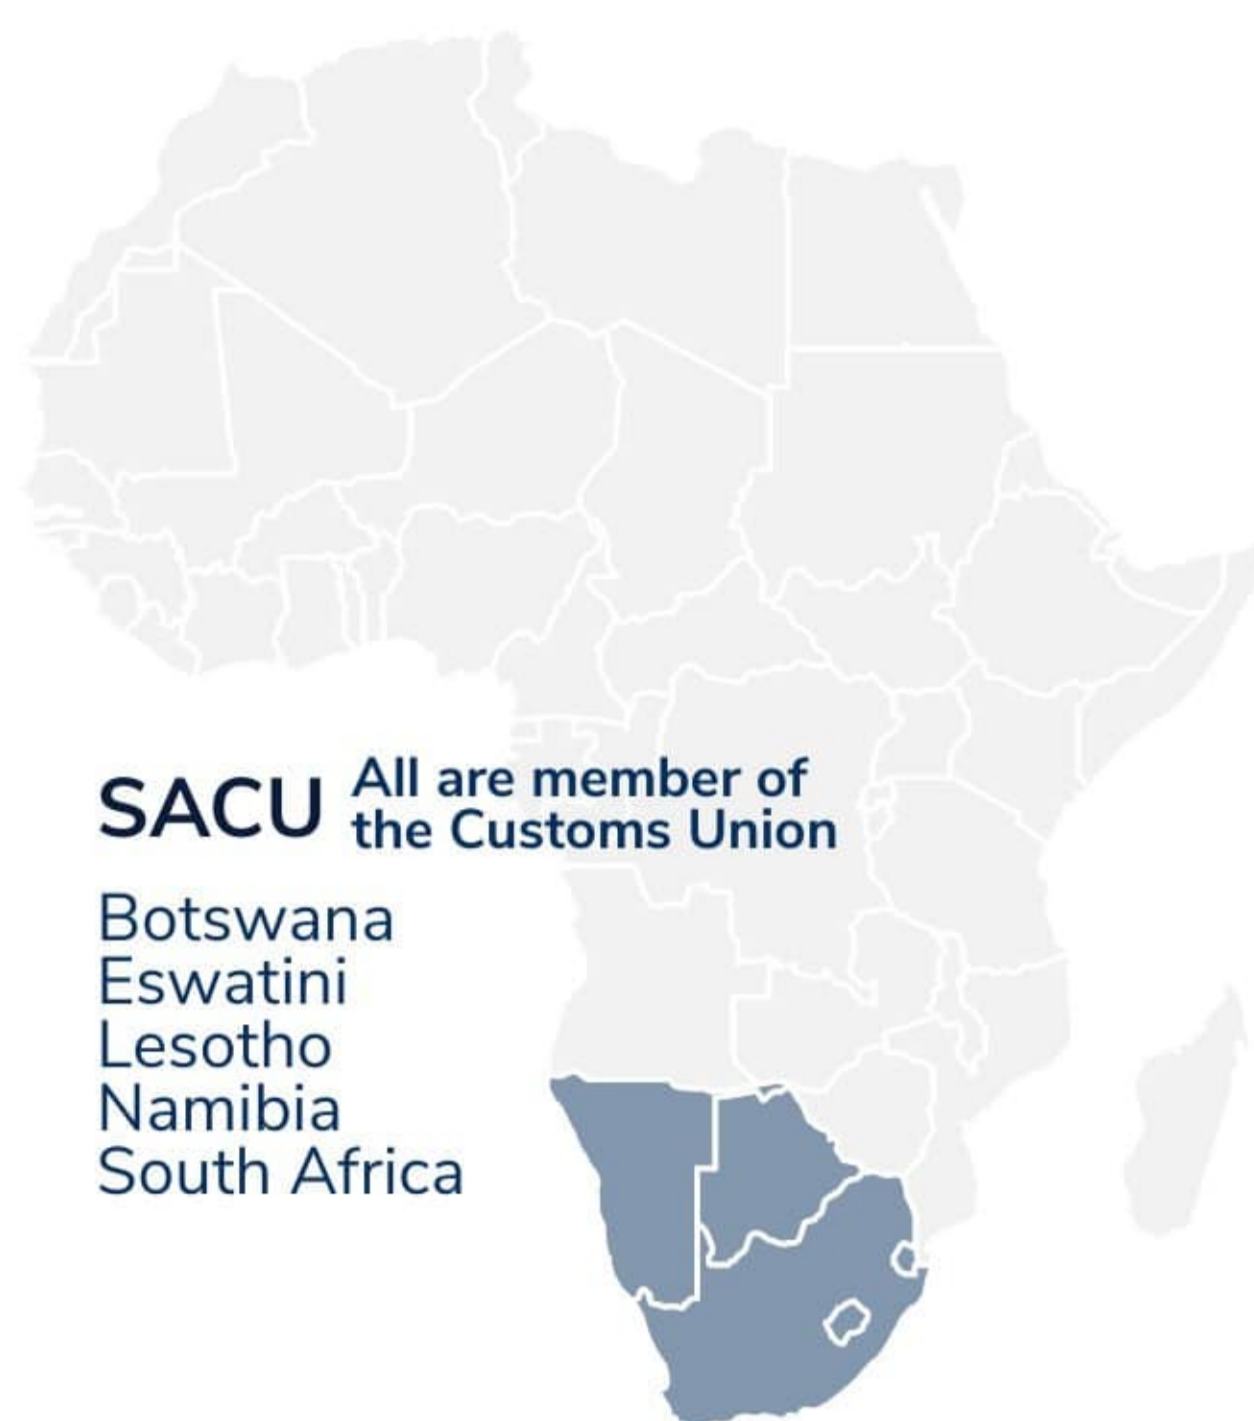 SACU
All are member of
the Customs Union
Botswana
Eswatini
Lesotho
Namibia
South Africa